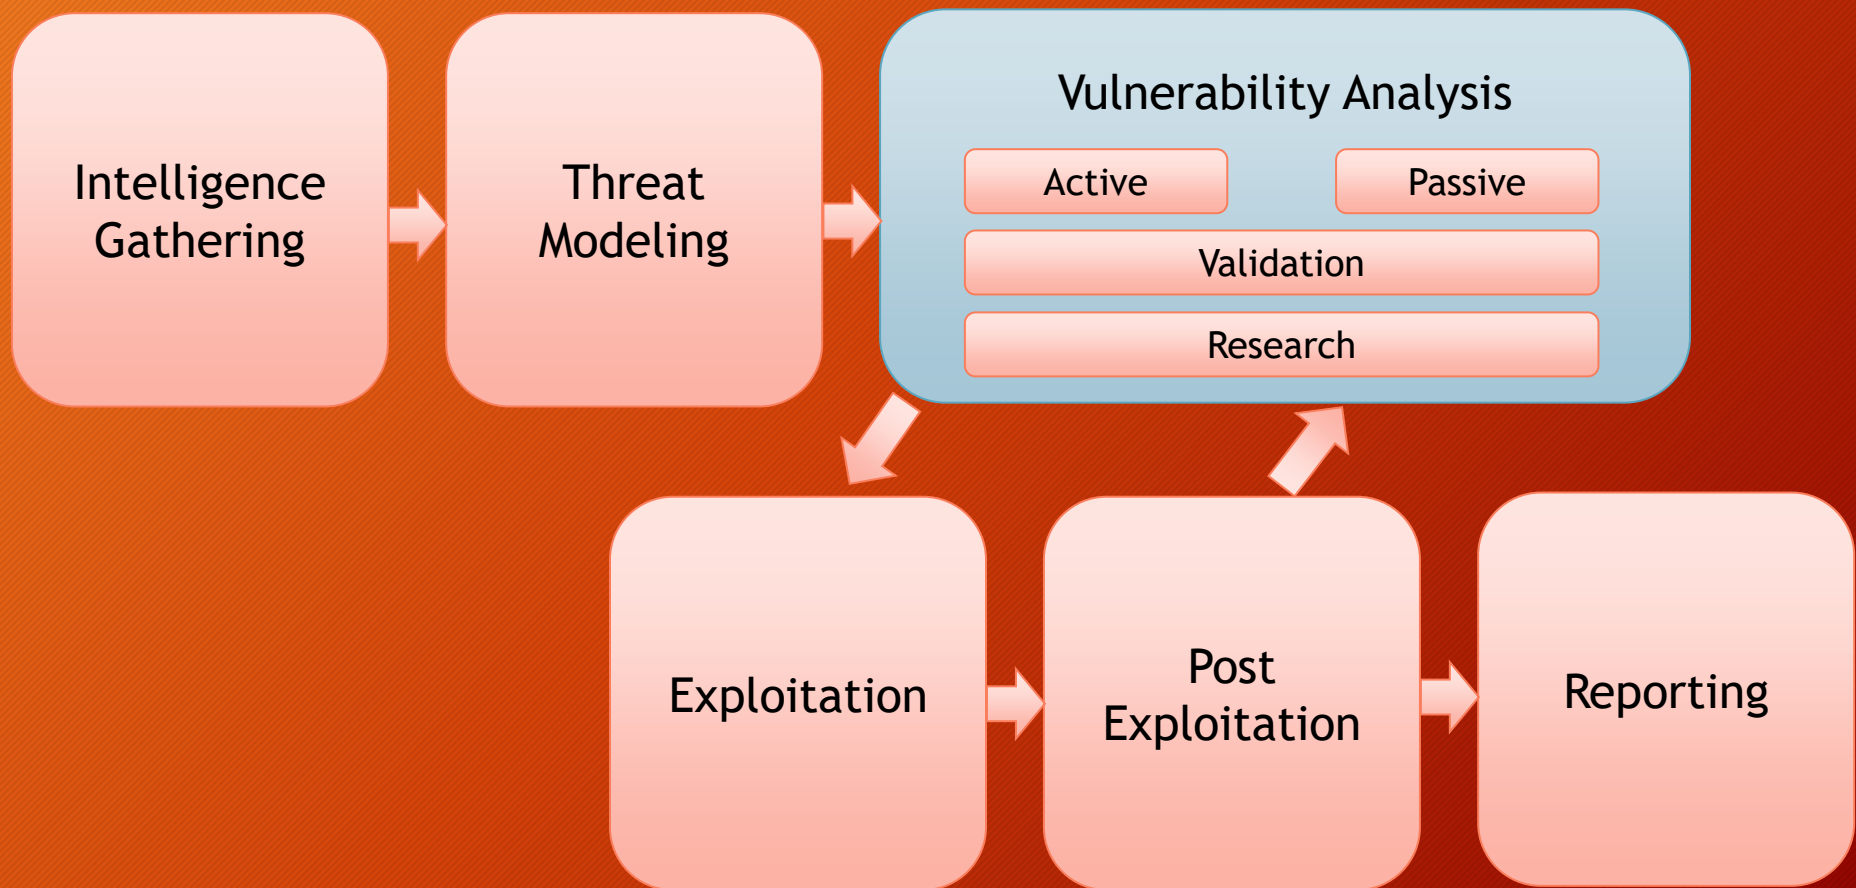 Intelligence
Gathering
Threat
Modeling
Vulnerability Analysis
Active
Passive
Validation
Research
Exploitation
Post
Exploitation
Reporting